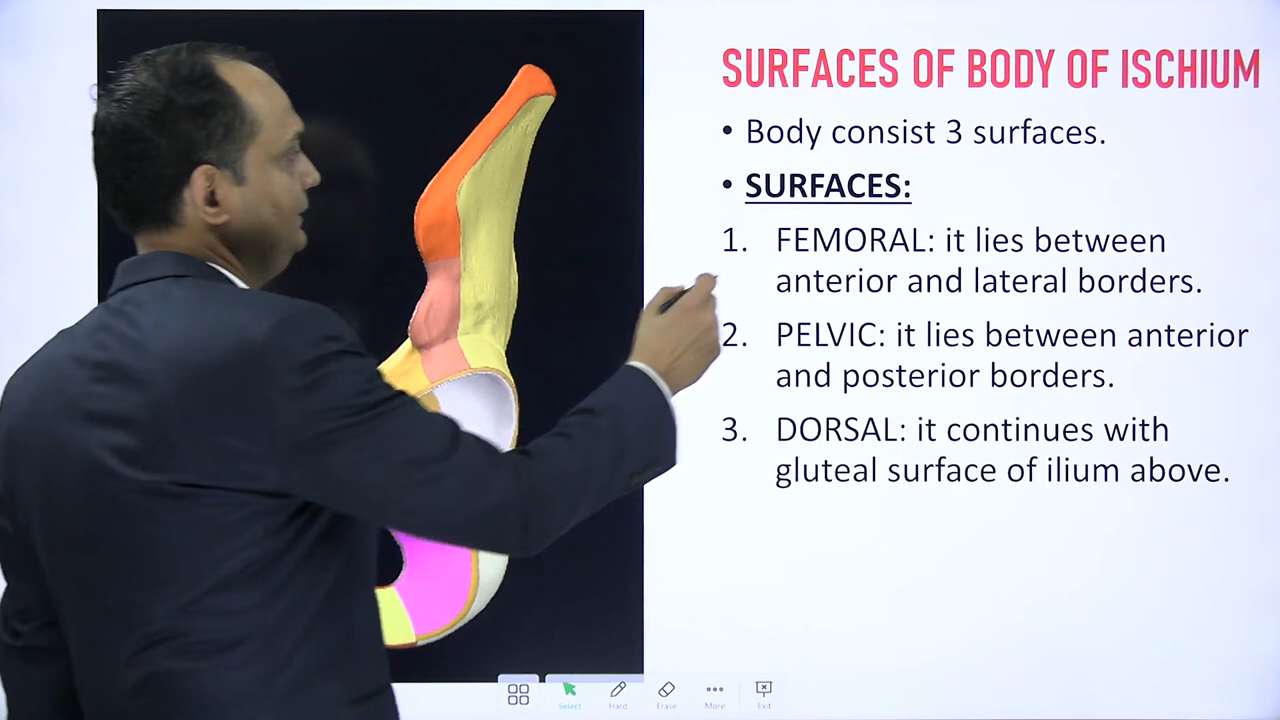 SURFACES OF BODY OF ISCHIUM
• Body consist 3 surfaces.
• SURFACES:
1. FEMORAL: it lies between
anterior and lateral borders.
2. PELVIC: it lies between anterior
and posterior borders.
3. DORSAL: it continues with
gluteal surface of ilium above.
Select
Hard
Erase
More
Exit